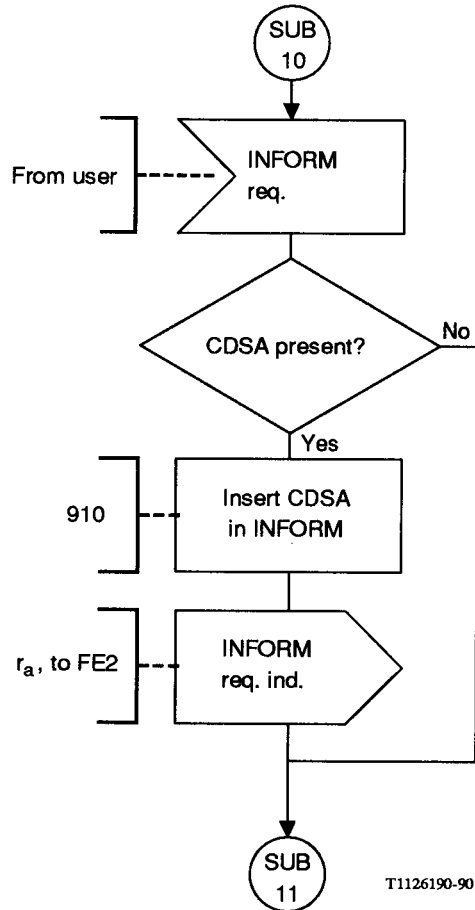 SUB
10
From user
INFORM
req.
CDSA present?
No
Yes
910
Insert CDSA
in INFORM
ra, to FE2
INFORM
req. ind.
SUB
11
T1126190-90